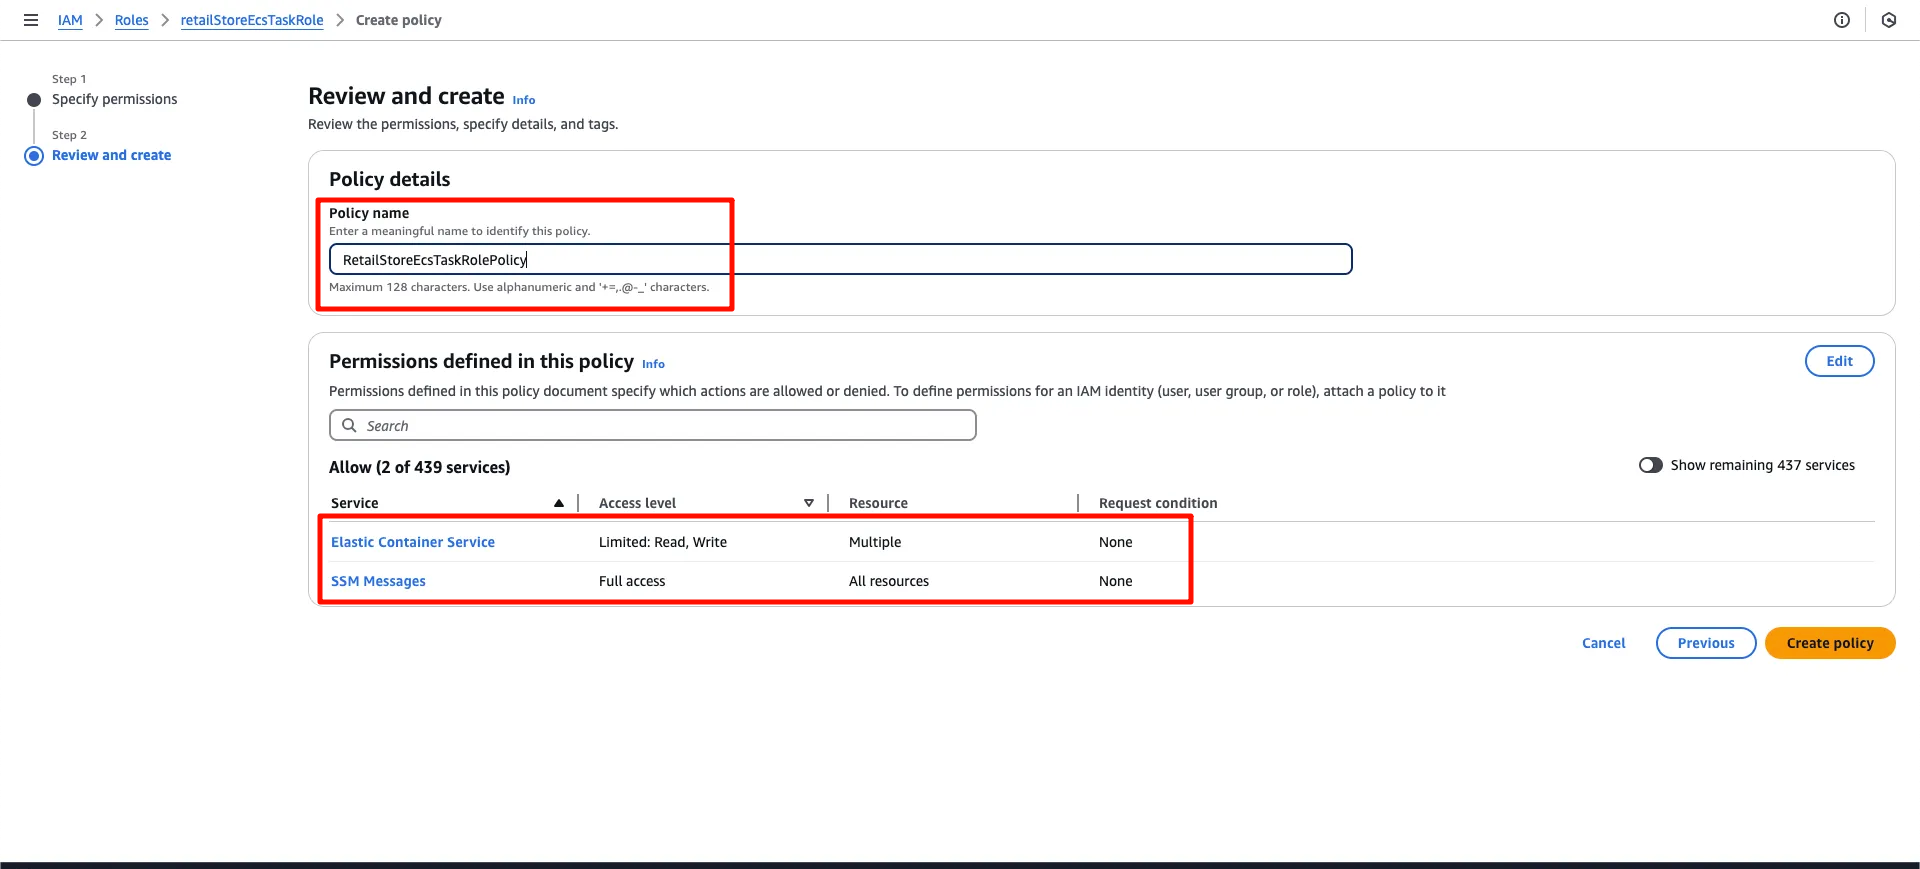 IAM > Roles > retailStoreEcsTaskRole > Create policy
Step 1
Specify permissions
Step 2
Review and create
Review and create Info
Review the permissions, specify details, and tags.
Policy details
Policy name
Enter a meaningful name to identify this policy.
RetailStoreEcsTaskRolePolicy
Maximum 128 characters. Use alphanumeric and '+=,.@-_' characters.
Permissions defined in this policy Info
Edit
Permissions defined in this policy document specify which actions are allowed or denied. To define permissions for an IAM identity (user, user group, or role), attach a policy to it
Search
Allow (2 of 439 services)
Show remaining 437 services
Service Access level Resource Request condition
Elastic Container Service Limited: Read, Write Multiple None
SSM Messages Full access All resources None
Cancel Previous Create policy